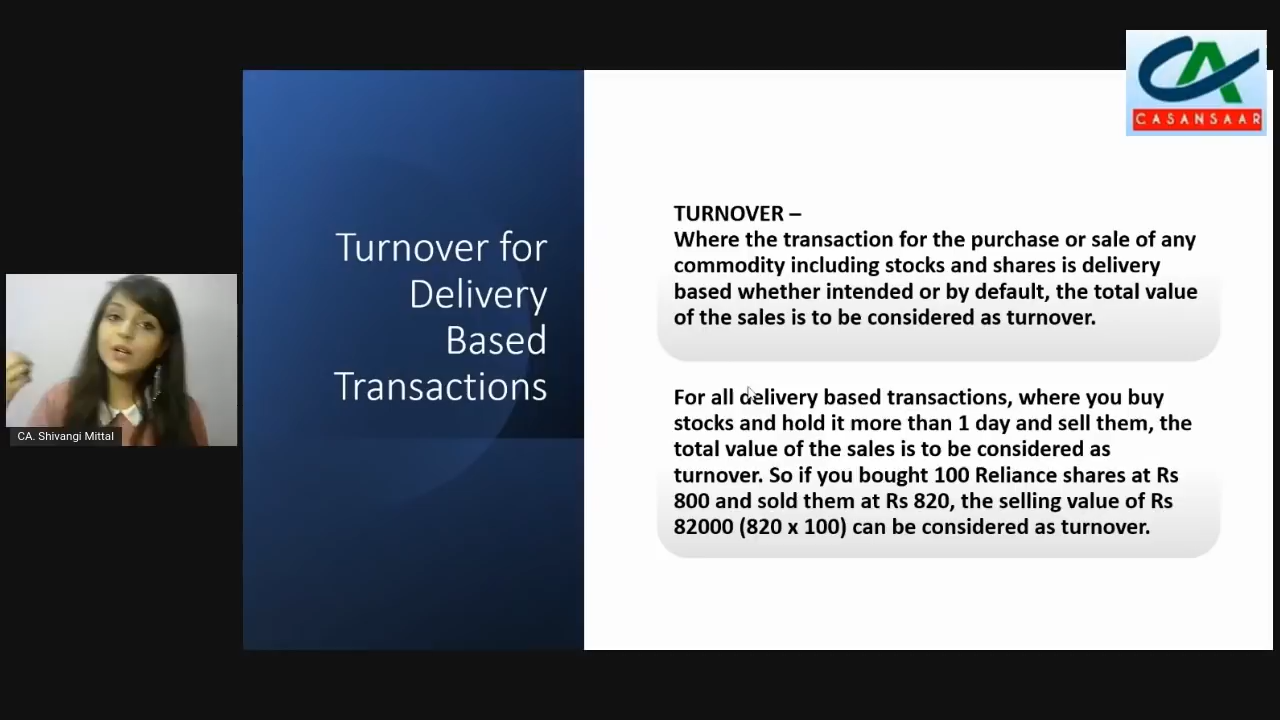 CASANSAAR
Turnover for
Delivery
Based
Transactions
TURNOVER –
Where the transaction for the purchase or sale of any
commodity including stocks and shares is delivery
based whether intended or by default, the total value
of the sales is to be considered as turnover.
For all delivery based transactions, where you buy
stocks and hold it more than 1 day and sell them, the
total value of the sales is to be considered as
turnover. So if you bought 100 Reliance shares at Rs
800 and sold them at Rs 820, the selling value of Rs
82000 (820 x 100) can be considered as turnover.
CA. Shivangi Mittal